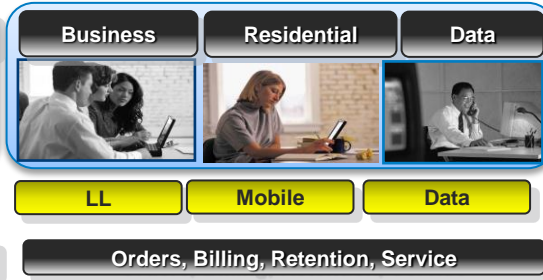 Business Residential Data
LL Mobile Data
Orders, Billing, Retention, Service